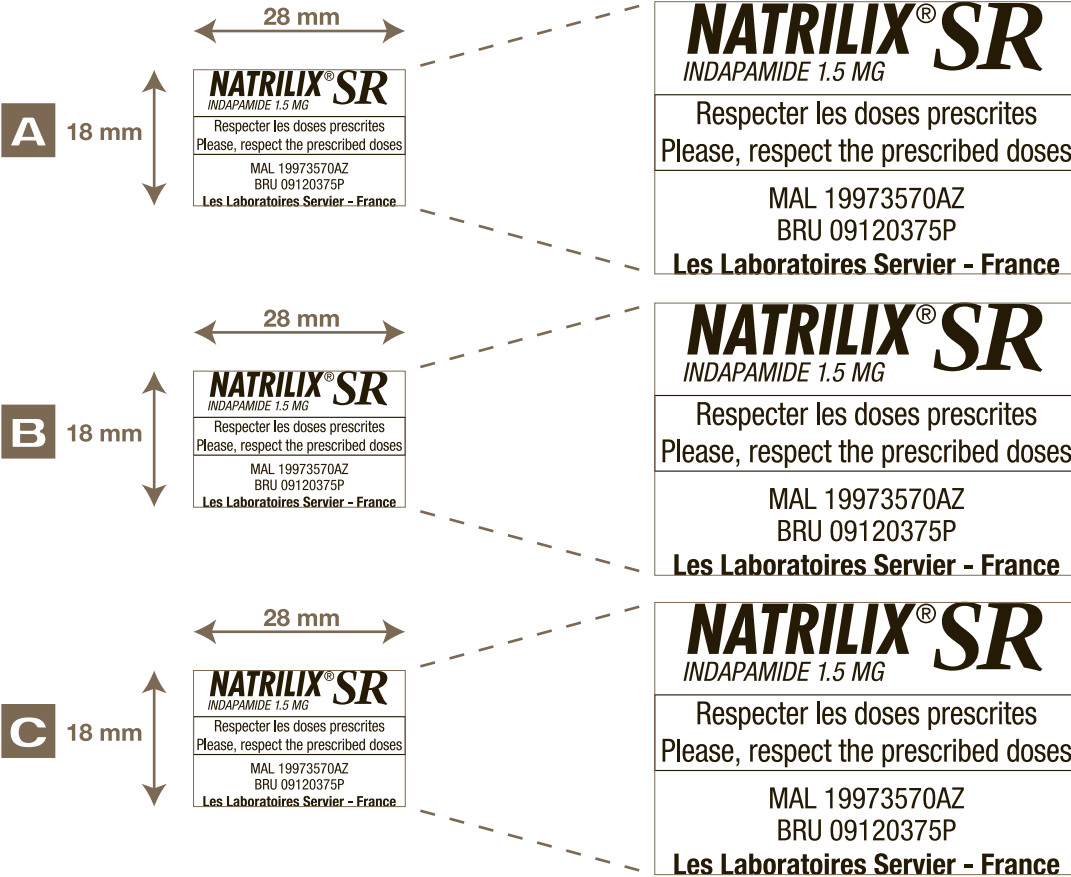 28 mm
A
18 mm
NATRILIX® SR
INDAPAMIDE 1.5 MG
Respecter les doses prescrites
Please, respect the prescribed doses
MAL 19973570AZ
BRU 09120375P
Les Laboratoires Servier - France
NATRILIX® SR
INDAPAMIDE 1.5 MG
Respecter les doses prescrites
Please, respect the prescribed doses
MAL 19973570AZ
BRU 09120375P
Les Laboratoires Servier - France
28 mm
B
18 mm
NATRILIX® SR
INDAPAMIDE 1.5 MG
Respecter les doses prescrites
Please, respect the prescribed doses
MAL 19973570AZ
BRU 09120375P
Les Laboratoires Servier - France
NATRILIX® SR
INDAPAMIDE 1.5 MG
Respecter les doses prescrites
Please, respect the prescribed doses
MAL 19973570AZ
BRU 09120375P
Les Laboratoires Servier - France
28 mm
C
18 mm
NATRILIX® SR
INDAPAMIDE 1.5 MG
Respecter les doses prescrites
Please, respect the prescribed doses
MAL 19973570AZ
BRU 09120375P
Les Laboratoires Servier - France
NATRILIX® SR
INDAPAMIDE 1.5 MG
Respecter les doses prescrites
Please, respect the prescribed doses
MAL 19973570AZ
BRU 09120375P
Les Laboratoires Servier - France